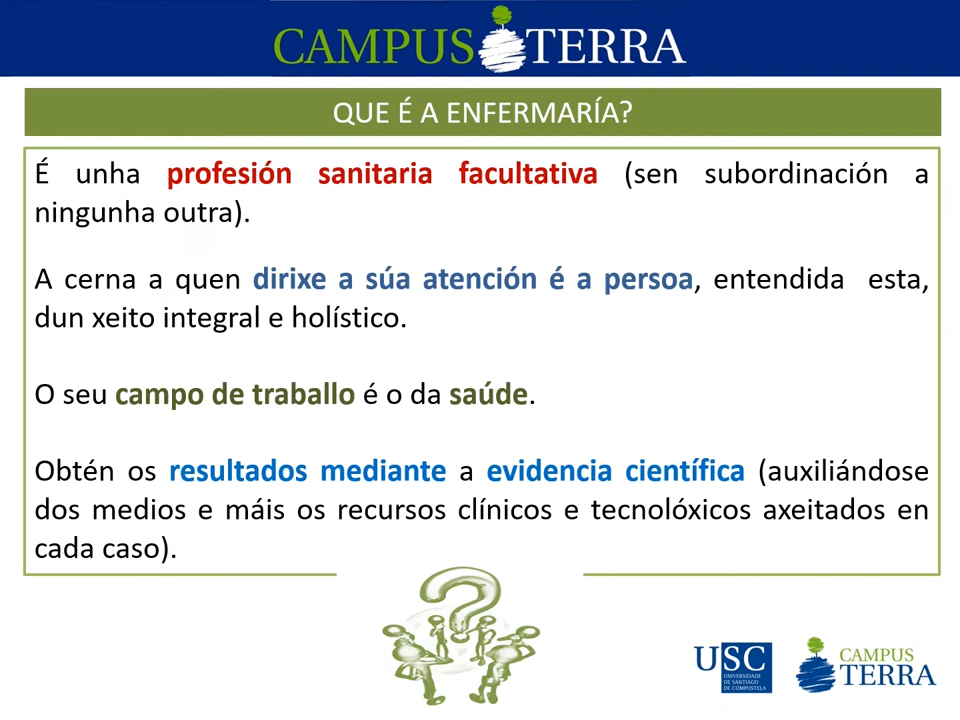 CAMPUS TERRA
QUE É A ENFERMARÍA?
É unha profesión sanitaria facultativa (sen subordinación a
ningunha outra).
A cerna a quen dirixe a súa atención é a persoa, entendida esta,
dun xeito integral e holístico.
O seu campo de traballo é o da saúde.
Obtén os resultados mediante a evidencia científica (auxiliándose
dos medios e máis os recursos clínicos e tecnolóxicos axeitados en
cada caso).
?
USC
UNIVERSIDADE
DE SANTIAGO
DE COMPOSTELA
CAMPUS
TERRA